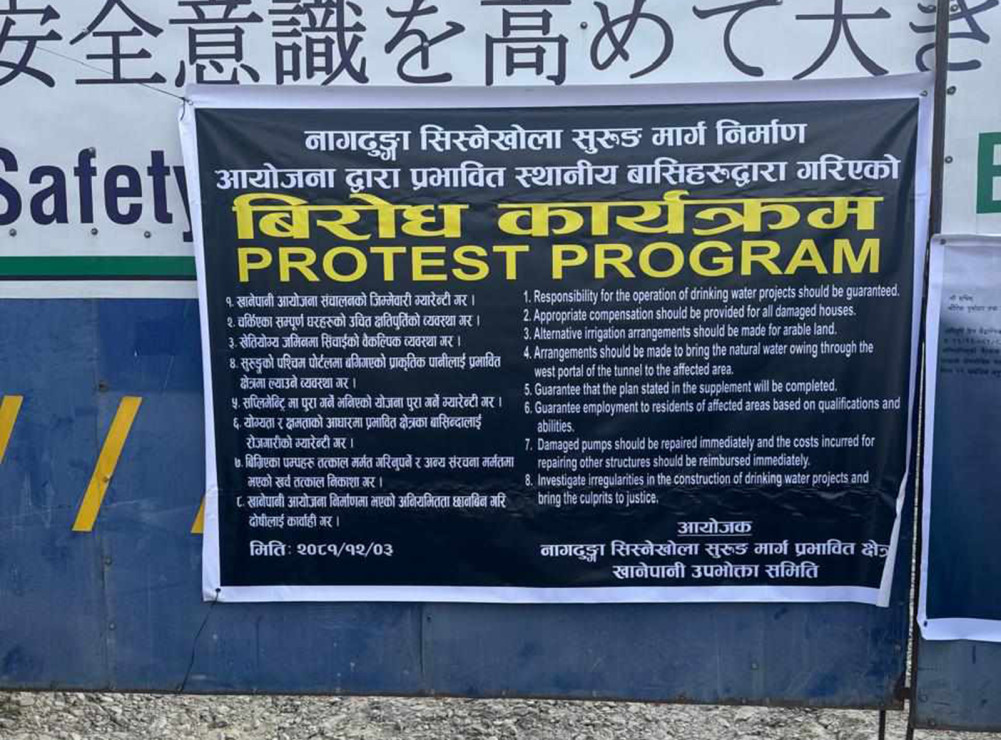 安全意識を高めて大き
Safety
नागढुङ्गा सिस्नेखोला सुरुङ मार्ग निर्माण
आयोजना द्वारा प्रभावित स्थानीय बासिहरुद्वारा गरिएको
बिरोध कार्यक्रम
PROTEST PROGRAM
१. खानेपानी आयोजना संचालनको जिम्मेवारी ग्यारेन्टी गर ।
२. चर्किएका सम्पूर्ण घरहरुको उचित क्षतिपुर्तिको व्यवस्था गर ।
३. खेतियोग्य जमिनमा सिचाईको वैकल्पिक व्यवस्था गर ।
४. सुरुङको पश्चिम पोर्टलमा बगिएको प्राकृतिक पानीलाई प्रभावित
क्षेत्रमा ल्याउने व्यवस्था गर ।
५. सप्लिमेन्ट्रि मा पुरा गर्ने भनिएको योजना पुरा गर्ने ग्यारेन्टी गर ।
६. योग्यता र क्षमताको आधारमा प्रभावित क्षेत्रका बासिन्दालाई
रोजगारीको ग्यारेन्टी गर ।
७. बिग्रिएका पम्पहरु तत्काल मर्मत गरिनुपर्ने र अन्य संरचना मर्मतमा
भएको खर्च तत्काल निकाशा गर ।
८. खानेपानी आयोजना निर्माणमा भएको अनियमितता छानबिन गरि
दोषीलाई कार्वाही गर ।
मिति: २०८१/१२/०३
1. Responsibility for the operation of drinking water projects should be guaranteed.
2. Appropriate compensation should be provided for all damaged houses.
3. Alternative irrigation arrangements should be made for arable land.
4. Arrangements should be made to bring the natural water owing through the
west portal of the tunnel to the affected area.
5. Guarantee that the plan stated in the supplement will be completed.
6. Guarantee employment to residents of affected areas based on qualifications and
abilities.
7. Damaged pumps should be repaired immediately and the costs incurred for
repairing other structures should be reimbursed immediately.
8. Investigate irregularities in the construction of drinking water projects and
bring the culprits to justice.
आयोजक
नागढुङ्गा सिस्नेखोला सुरुङ मार्ग प्रभावित क्षेत्र
खानेपानी उपभोक्ता समिति